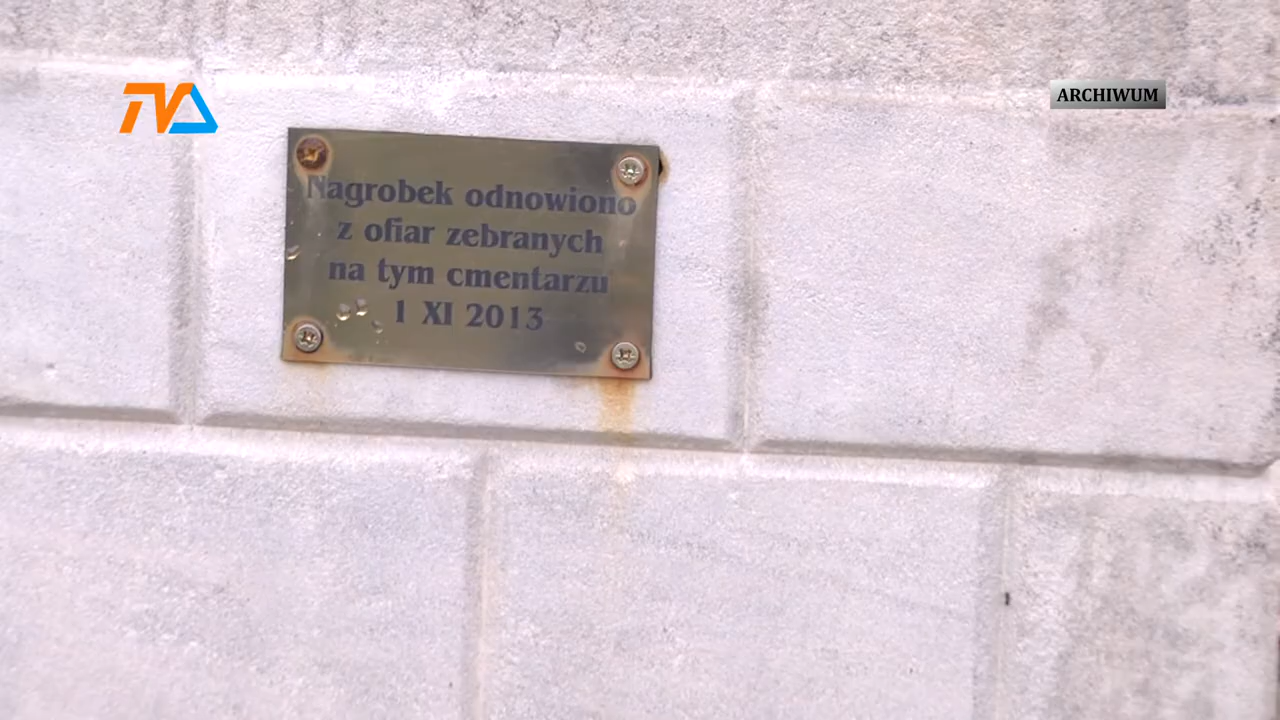 TVA
ARCHIWUM
Nagrobek odnowiono
z ofiar zebranych
na tym cmentarzu
1 XI 2013